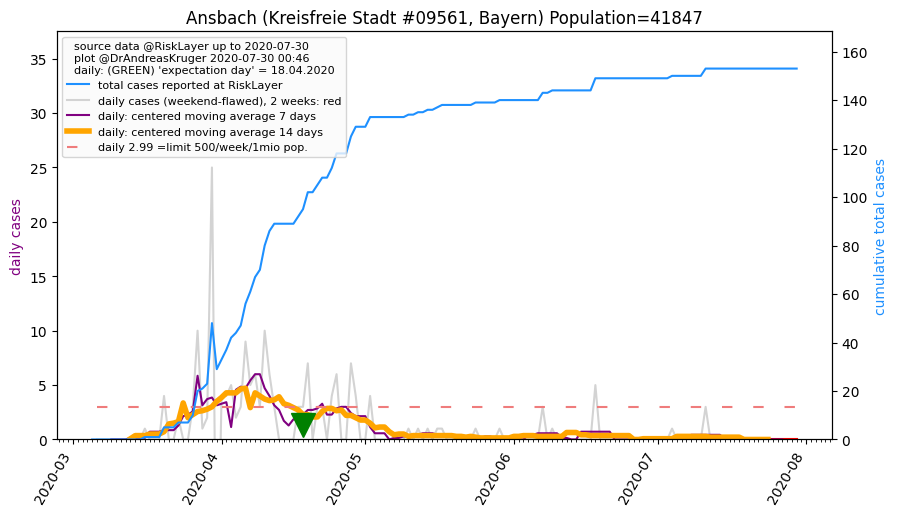 Ansbach (Kreisfreie Stadt #09561, Bayern) Population=41847
source data @RiskLayer up to 2020-07-30
plot @DrAndreasKruger 2020-07-30 00:46
daily: (GREEN) 'expectation day' = 18.04.2020
total cases reported at RiskLayer
daily cases (weekend-flawed), 2 weeks: red
daily: centered moving average 7 days
daily: centered moving average 14 days
daily 2.99 =limit 500/week/1mio pop.
daily cases
35
30
25
20
15
10
5
0
cumulative total cases
160
140
120
100
80
60
40
20
0
2020-03
2020-04
2020-05
2020-06
2020-07
2020-08